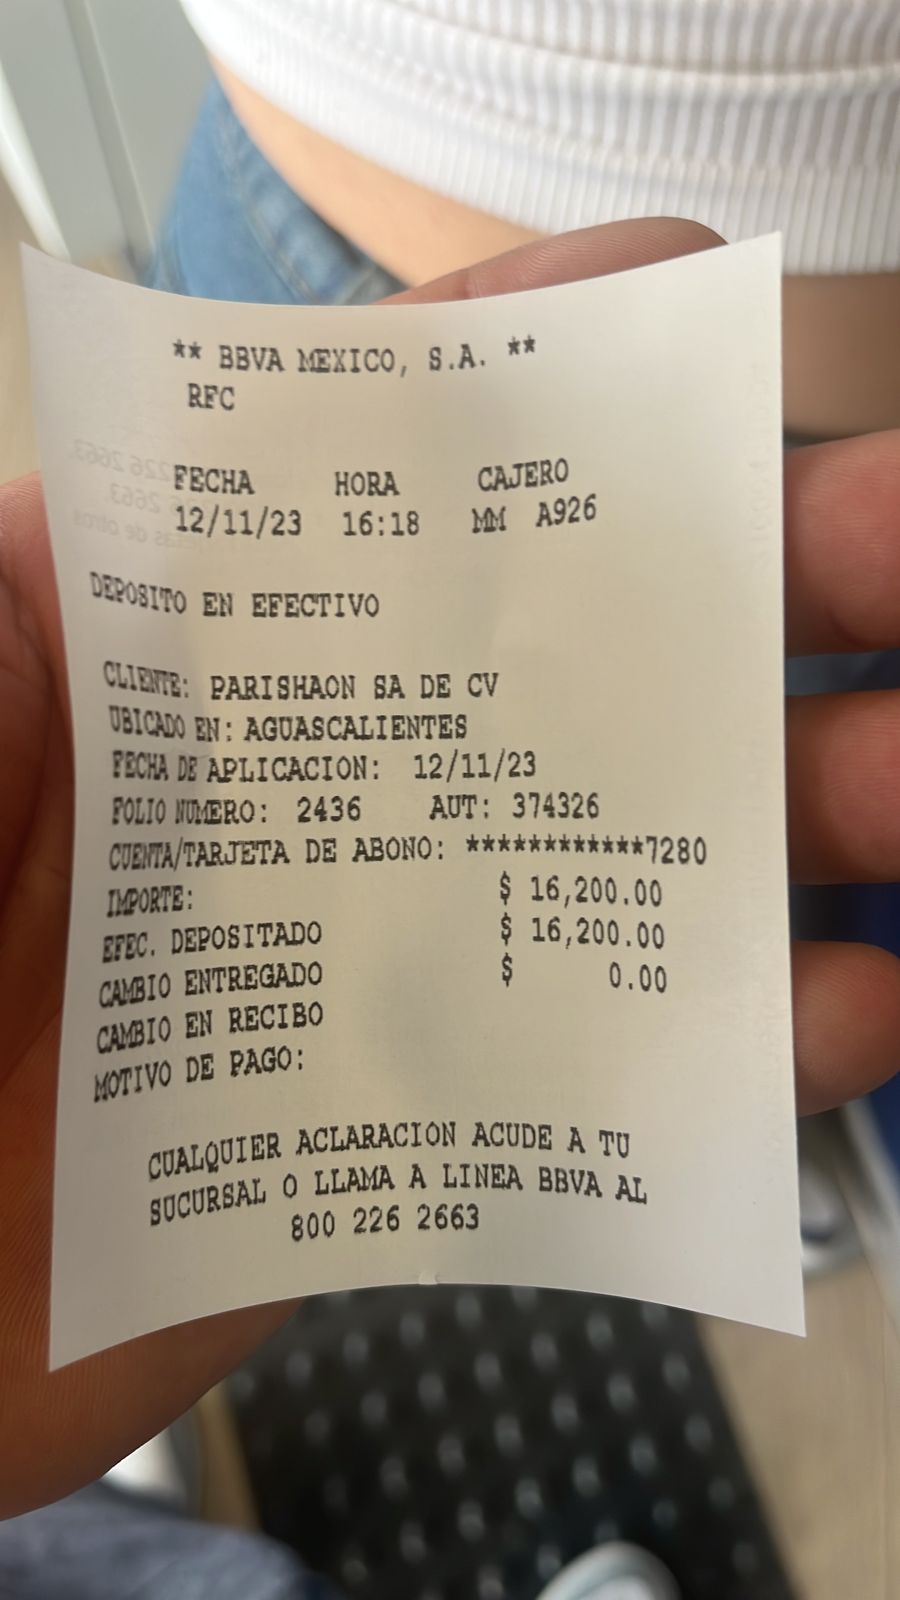 ** BBVA MEXICO, S.A. **
RFC
FECHA HORA CAJERO
12/11/23 16:18 MM A926
DEPOSITO EN EFECTIVO
CLIENTE: PARISHAON SA DE CV
UBICADO EN: AGUASCALIENTES
FECHA DE APLICACION: 12/11/23
FOLIO NUMERO: 2436 AUT: 374326
CUENTA/TARJETA DE ABONO: ************7280
IMPORTE: $ 16,200.00
EFEC. DEPOSITADO $ 16,200.00
CAMBIO ENTREGADO $ 0.00
CAMBIO EN RECIBO
MOTIVO DE PAGO:
CUALQUIER ACLARACION ACUDE A TU
SUCURSAL O LLAMA A LINEA BBVA AL
800 226 2663